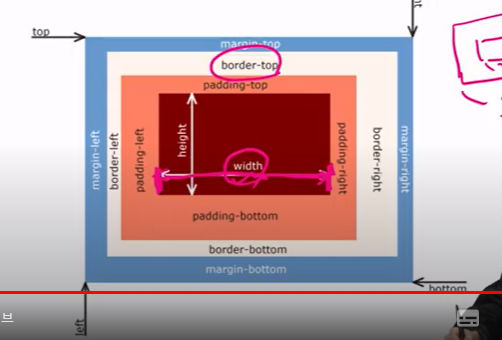 top
margin-top
border-top
padding-top
margin-left
border-left
padding-left
height
width
padding-right
border-right
margin-right
padding-bottom
border-bottom
margin-bottom
bottom
left
브